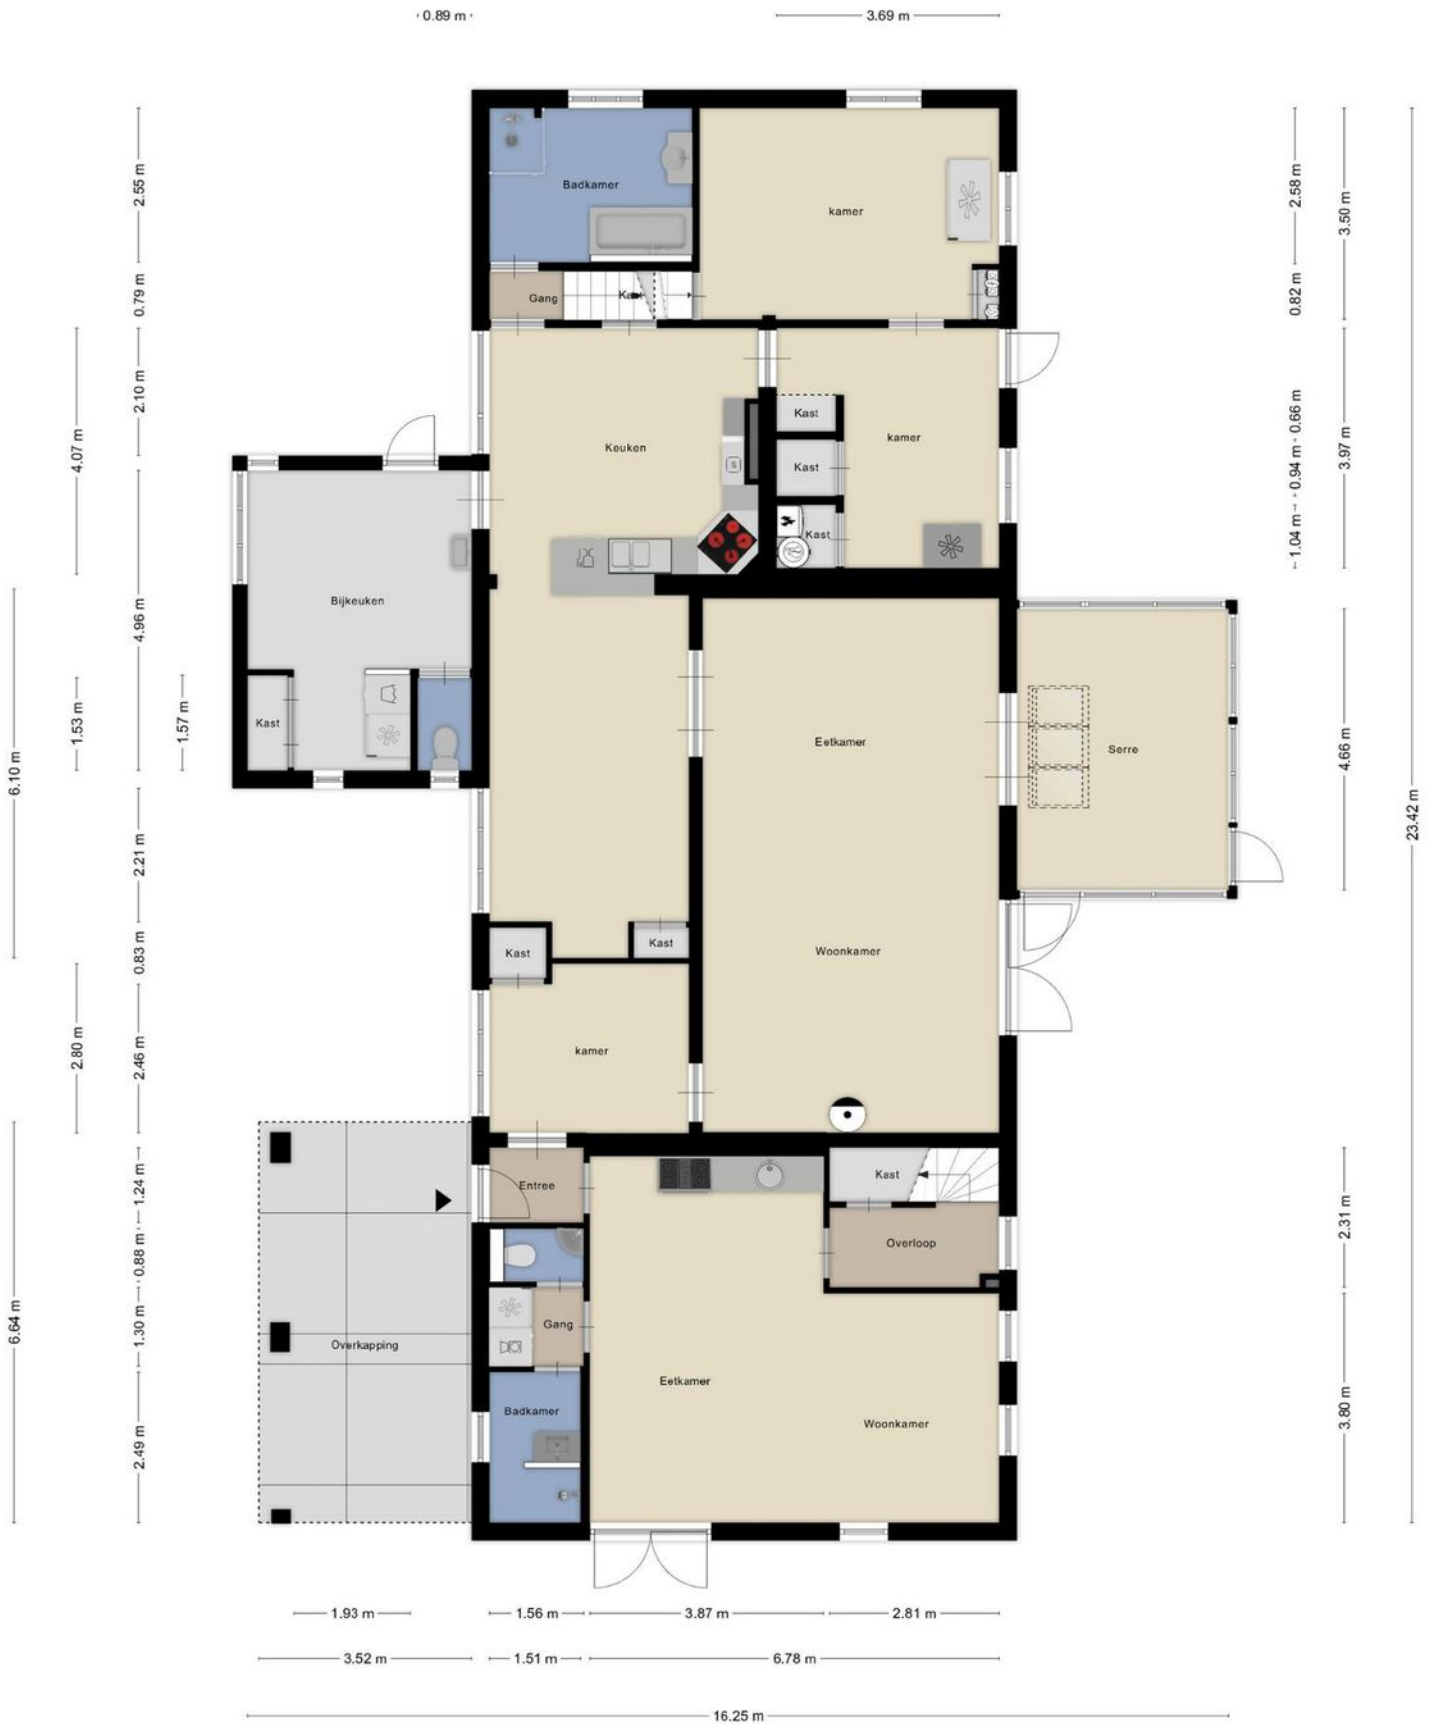 0.89 m
3.69 m
2.55 m
2.58 m
3.50 m
Badkamer
kamer
0.79 m
0.82 m
Gang
2.10 m
4.07 m
Kast
0.66 m
Keuken
kamer
3.97 m
Kast
0.94 m
Kast
1.04 m
Bijkeuken
4.96 m
Kast
1.53 m
1.57 m
Eetkamer
Serre
4.66 m
6.10 m
23.42 m
2.21 m
Kast
Kast
Woonkamer
0.83 m
kamer
2.80 m
2.46 m
Entree
Kast
1.24 m
2.31 m
Overloop
0.88 m
Gang
1.30 m
6.64 m
Overkapping
Eetkamer
Badkamer
Woonkamer
3.80 m
2.49 m
1.93 m
1.56 m
3.87 m
2.81 m
3.52 m
1.51 m
6.78 m
16.25 m